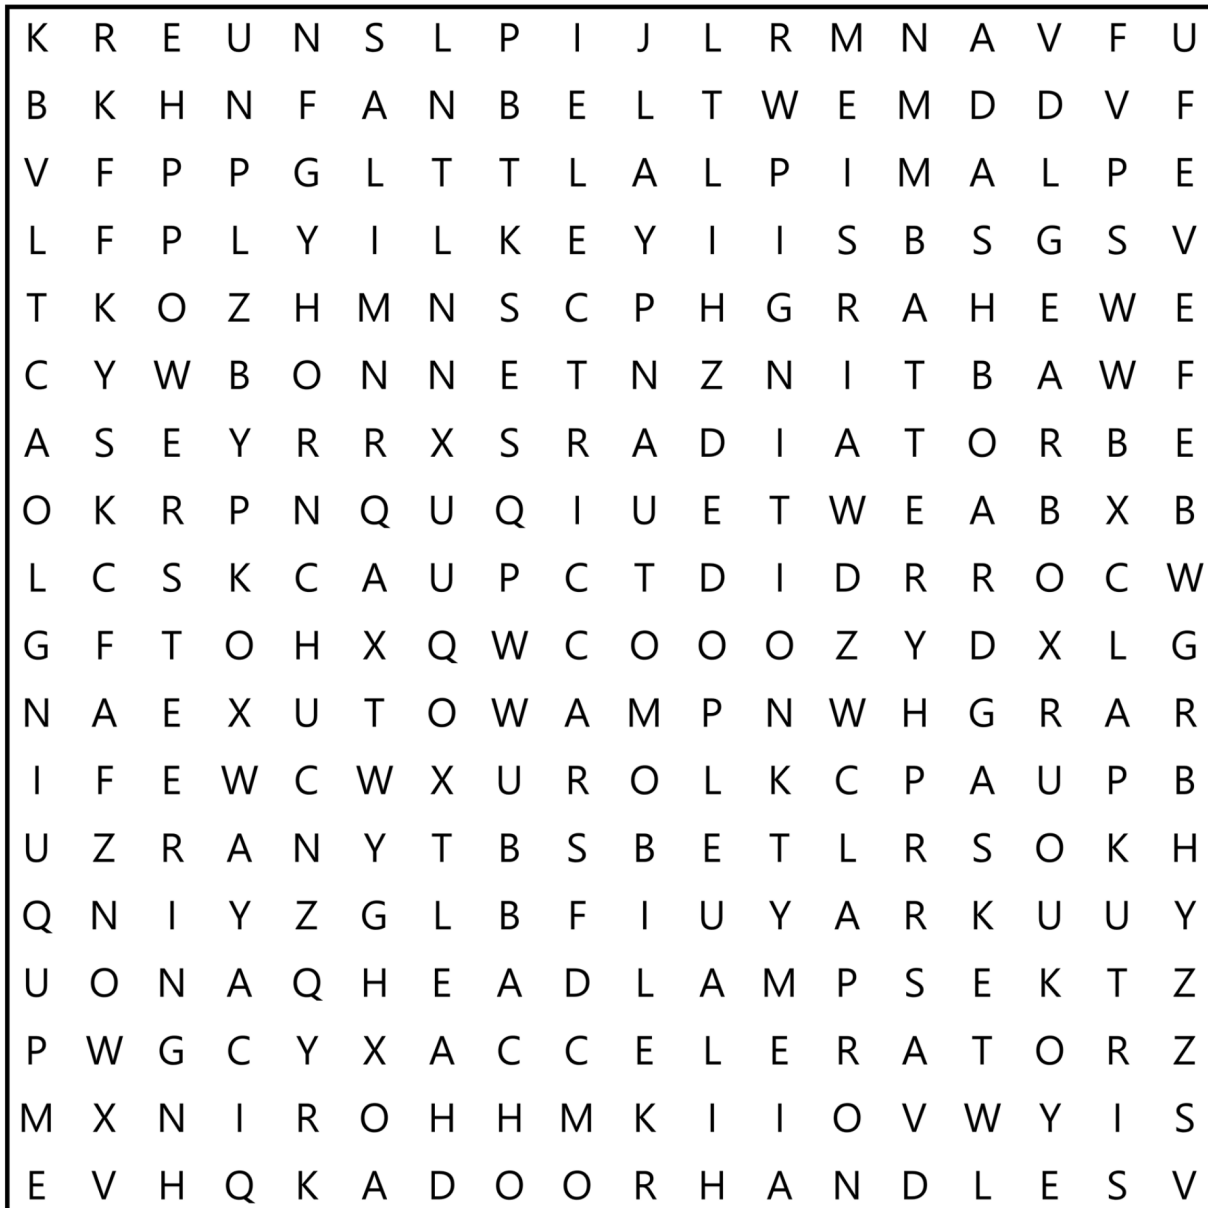 K R E U N S L P I J L R M N A V F U
B K H N F A N B E L T W E M D D V F
V F P P G L T T L A L P I M A L P E
L F P L Y I L K E Y I I S B S G S V
T K O Z H M N S C P H G R A H E W E
C Y W B O N N E T N Z N I T B A W F
A S E Y R R X S R A D I A T O R B E
O K R P N Q U Q I U E T W E A B X B
L C S K C A U P C T D I D R R O C W
G F T O H X Q W C O O O Z Y D X L G
N A E X U T O W A M P N W H G R A R
I F E W C W X U R O L K C P A U P B
U Z R A N Y T B S B E T L R S O K H
Q N I Y Z G L B F I U Y A R K U U Y
U O N A Q H E A D L A M P S E K T Z
P W G C Y X A C C E L E R A T O R Z
M X N I R O H H M K I I O V W Y I S
E V H Q K A D O O R H A N D L E S V